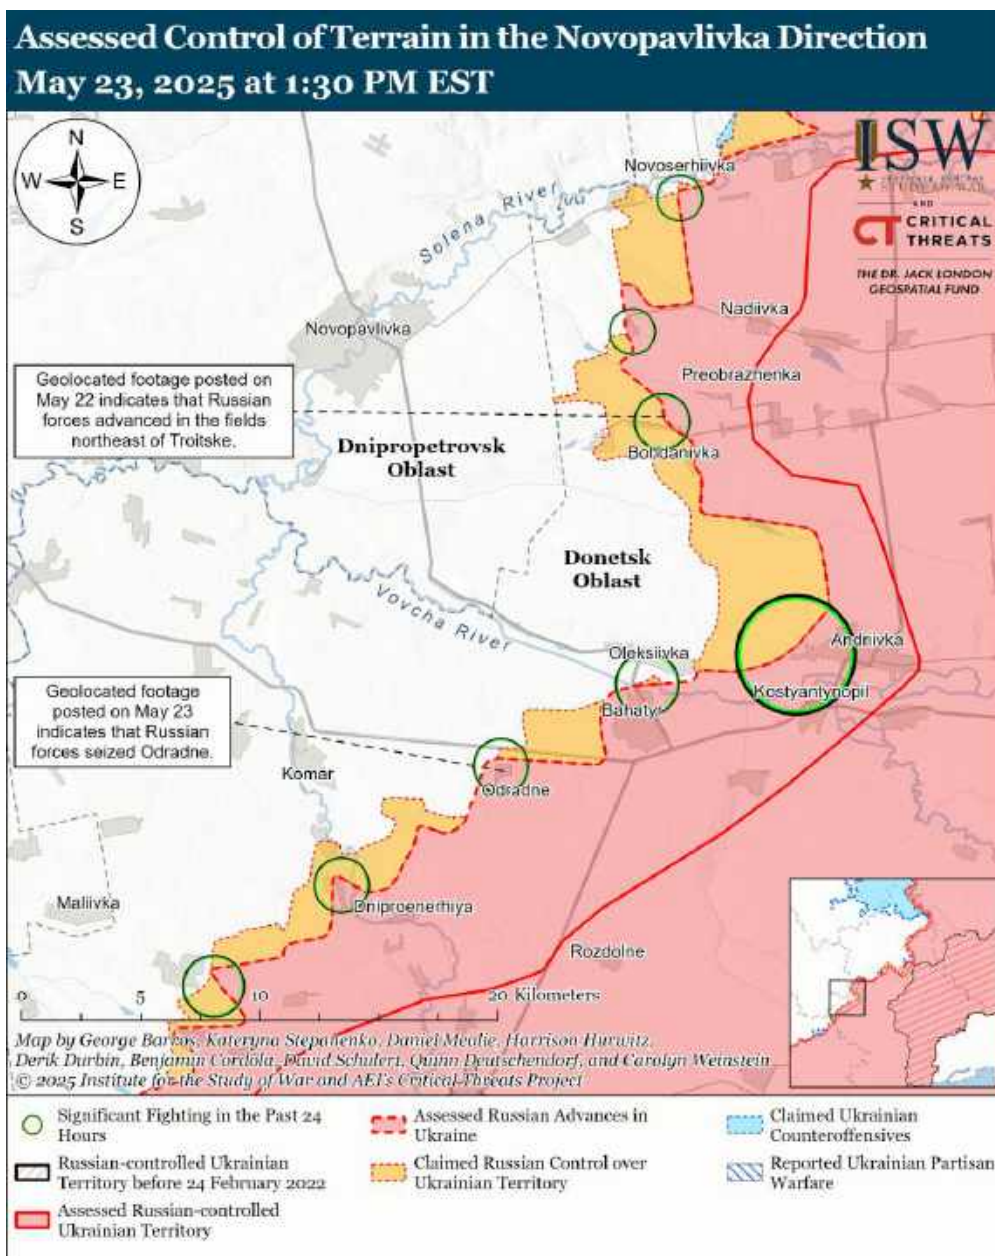 Assessed Control of Terrain in the Novopavlivka Direction
May 23, 2025 at 1:30 PM EST
N
W
E
S
ISW
AND
CT CRITICAL
THREATS
THE DR. JACK LONDON
GEOSPATIAL FUND
Novoserhiivka
Solena River
Novopavlivka
Nadiivka
Preobrazhenka
Geolocated footage posted on
May 22 indicates that Russian
forces advanced in the fields
northeast of Troitske.
Dnipropetrovsk
Oblast
Bohdanivka
Donetsk
Oblast
Vovcha River
Oleksiivka
Andriivka
Kostyantynopil
Bahatyr
Geolocated footage
posted on May 23
indicates that Russian
forces seized Odradne.
Komar
Odradne
Maliivka
Dniproenerhiya
Rozdolne
0
5
10
20 Kilometers
Map by George Barros, Kateryna Stepanenko, Daniel Mealie, Harrison Hurwitz,
Derik Durbin, Benjamin Cordola, David Schulert, Quinn Deutschendorf, and Carolyn Weinstein
© 2025 Institute for the Study of War and AEI's Critical Threats Project
Significant Fighting in the Past 24
Hours
Russian-controlled Ukrainian
Territory before 24 February 2022
Assessed Russian-controlled
Ukrainian Territory
Assessed Russian Advances in
Ukraine
Claimed Russian Control over
Ukrainian Territory
Claimed Ukrainian
Counteroffensives
Reported Ukrainian Partisan
Warfare